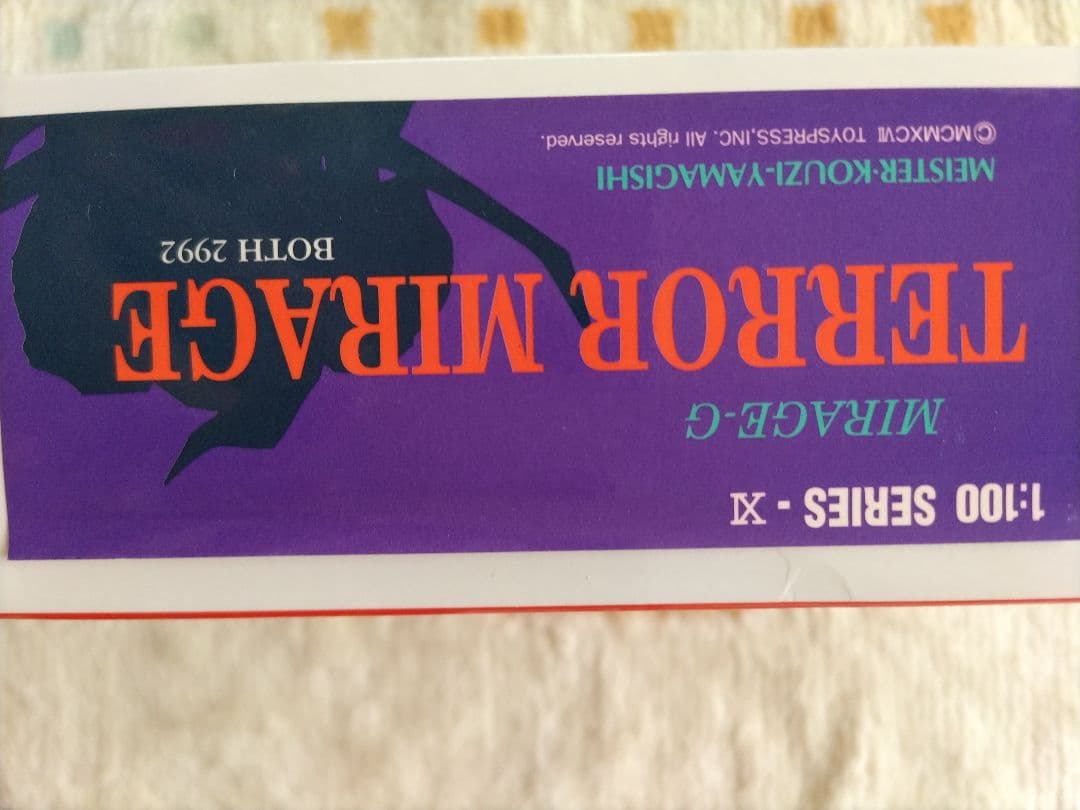 1:100 SERIES - XI
MIRAGE-G
TERROR MIRAGE
BOTH 2992
MEISTER·KOUZI-YAMAGISHI
©MCMXCVII TOYSPRESS,INC. All rights reserved.